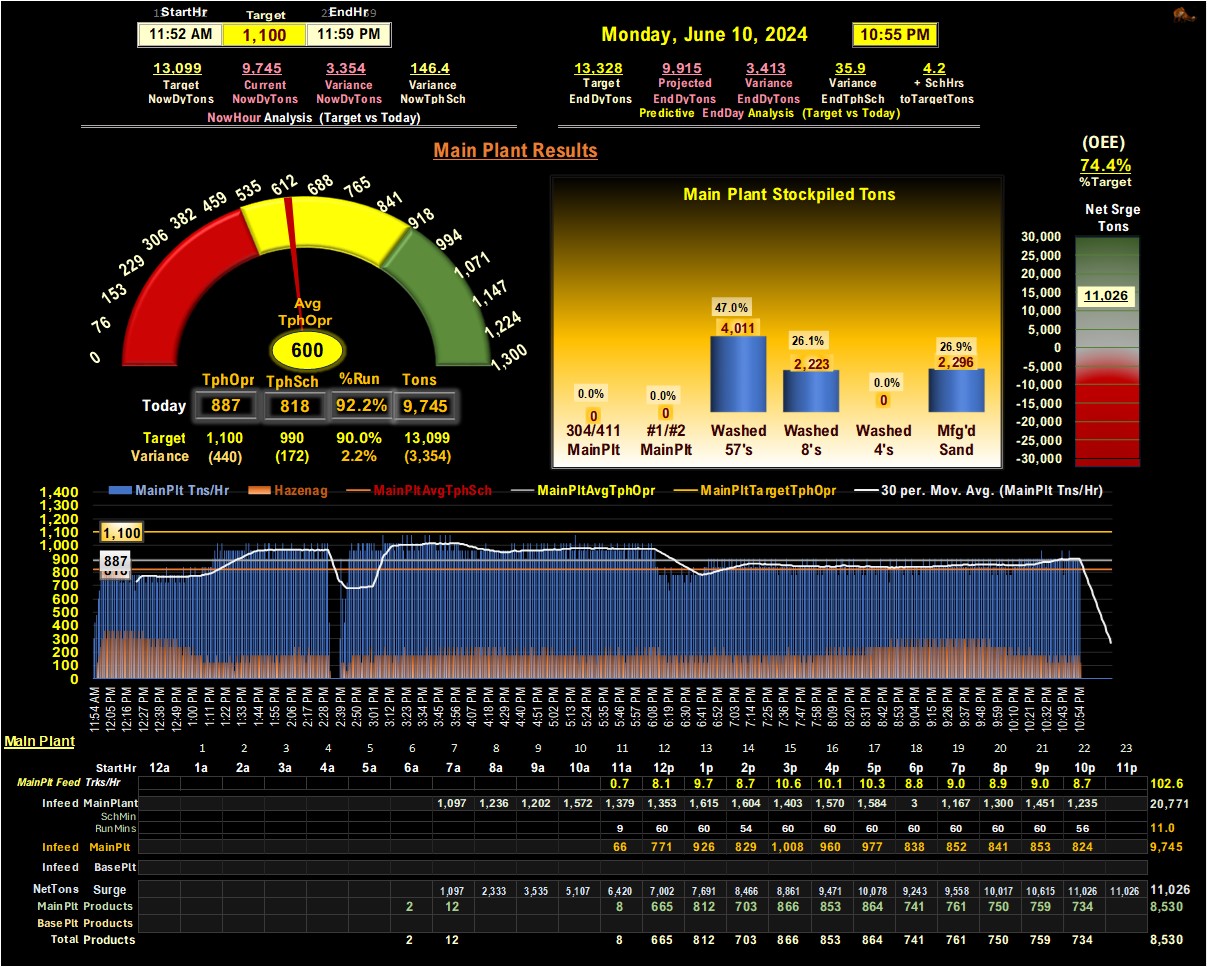 StartHr Target EndHr
11:52 AM 1,100 11:59 PM
Monday, June 10, 2024 10:55 PM
13,099 9,745 3,354 146.4
Target Current Variance Variance
NowDyTons NowDyTons NowDyTons NowTphSch
NowHour Analysis (Target vs Today)
13,328 9,915 3,413 35.9 4.2
Target Projected Variance Variance + SchHrs
EndDyTons EndDyTons EndDyTons EndTphSch toTargetTons
Predictive EndDay Analysis (Target vs Today)
Main Plant Results
(OEE)
74.4%
%Target
0 76 153 229 306 382 459 535 612 688 765 841 918 994 1,071 1,147 1,224 1,300
Avg
TphOpr
600
TphOpr TphSch %Run Tons
Today 887 818 92.2% 9,745
Target 1,100 990 90.0% 13,099
Variance (440) (172) 2.2% (3,354)
Main Plant Stockpiled Tons
0.0% 0.0% 47.0% 26.1% 0.0% 26.9%
0 0 4,011 2,223 0 2,296
304/411 #1/#2 Washed Washed Washed Mfg'd
MainPlt MainPlt 57's 8's 4's Sand
Net Srge
Tons
30,000
25,000
20,000
15,000
11,026
10,000
5,000
0
-5,000
-10,000
-15,000
-20,000
-25,000
-30,000
MainPlt Tns/Hr Hazenag MainPltAvgTphSch MainPltAvgTphOpr MainPltTargetTphOpr 30 per. Mov. Avg. (MainPlt Tns/Hr)
1,400
1,300
1,200
1,100
1,000
900
800
700
600
500
400
300
200
100
0
1,100
887
11:54 AM 12:05 PM 12:16 PM 12:27 PM 12:38 PM 12:49 PM 1:00 PM 1:11 PM 1:22 PM 1:33 PM 1:44 PM 1:55 PM 2:06 PM 2:17 PM 2:28 PM 2:39 PM 2:50 PM 3:01 PM 3:12 PM 3:23 PM 3:34 PM 3:45 PM 3:56 PM 4:07 PM 4:18 PM 4:29 PM 4:40 PM 4:51 PM 5:02 PM 5:13 PM 5:24 PM 5:35 PM 5:46 PM 5:57 PM 6:08 PM 6:19 PM 6:30 PM 6:41 PM 6:52 PM 7:03 PM 7:14 PM 7:25 PM 7:36 PM 7:47 PM 7:58 PM 8:09 PM 8:20 PM 8:31 PM 8:42 PM 8:53 PM 9:04 PM 9:15 PM 9:26 PM 9:37 PM 9:48 PM 9:59 PM 10:10 PM 10:21 PM 10:32 PM 10:43 PM 10:54 PM
Main Plant
1 2 3 4 5 6 7 8 9 10 11 12 13 14 15 16 17 18 19 20 21 22 23
StartHr 12a 1a 2a 3a 4a 5a 6a 7a 8a 9a 10a 11a 12p 1p 2p 3p 4p 5p 6p 7p 8p 9p 10p 11p
MainPlt Feed Trks/Hr 0.7 8.1 9.7 8.7 10.6 10.1 10.3 8.8 9.0 8.9 9.0 8.7 102.6
Infeed MainPlant 1,097 1,236 1,202 1,572 1,379 1,353 1,615 1,604 1,403 1,570 1,584 3 1,167 1,300 1,451 1,235 20,771
SchMin
RunMins 9 60 60 54 60 60 60 60 60 60 60 56 11.0
Infeed MainPlt 66 771 926 829 1,008 960 977 838 852 841 853 824 9,745
Infeed BasePlt
NetTons Surge 1,097 2,333 3,535 5,107 6,420 7,002 7,691 8,466 8,861 9,471 10,078 9,243 9,558 10,017 10,615 11,026 11,026 11,026
MainPlt Products 2 12 8 665 812 703 866 853 864 741 761 750 759 734 8,530
BasePlt Products
Total Products 2 12 8 665 812 703 866 853 864 741 761 750 759 734 8,530